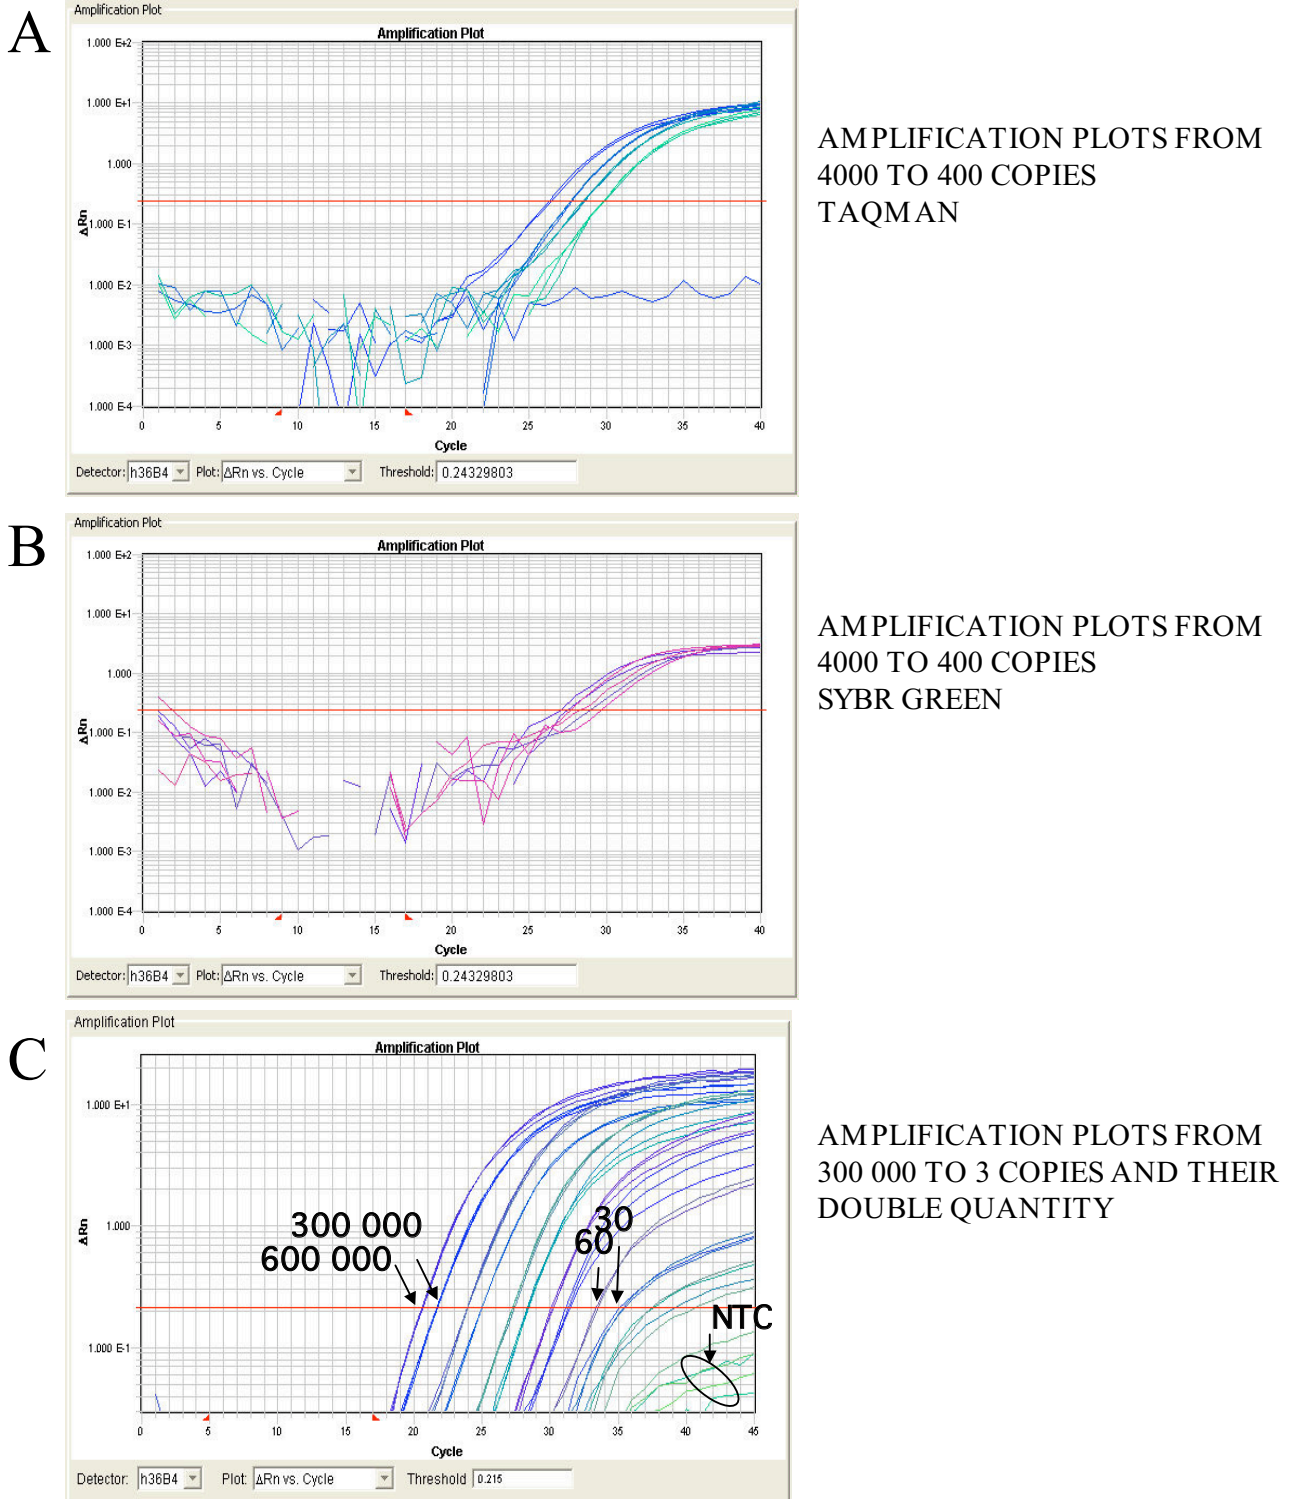 A
Amplification Plot
Amplification Plot
1.000 E+2
1.000 E+1
1.000
1.000 E-1
1.000 E-2
1.000 E-3
1.000 E-4
ΔRn
0 5 10 15 20 25 30 35 40
Cycle
Detector: h36B4 Plot: ΔRn vs. Cycle Threshold: 0.24329803
AMPLIFICATION PLOTS FROM
4000 TO 400 COPIES
TAQMAN
B
Amplification Plot
Amplification Plot
1.000 E+2
1.000 E+1
1.000
1.000 E-1
1.000 E-2
1.000 E-3
1.000 E-4
ΔRn
0 5 10 15 20 25 30 35 40
Cycle
Detector: h36B4 Plot: ΔRn vs. Cycle Threshold: 0.24329803
AMPLIFICATION PLOTS FROM
4000 TO 400 COPIES
SYBR GREEN
C
Amplification Plot
Amplification Plot
1.000 E+1
1.000
1.000 E-1
ΔRn
300 000
600 000
30
60
NTC
0 5 10 15 20 25 30 35 40 45
Cycle
Detector: h36B4 Plot: ΔRn vs. Cycle Threshold 0.215
AMPLIFICATION PLOTS FROM
300 000 TO 3 COPIES AND THEIR
DOUBLE QUANTITY